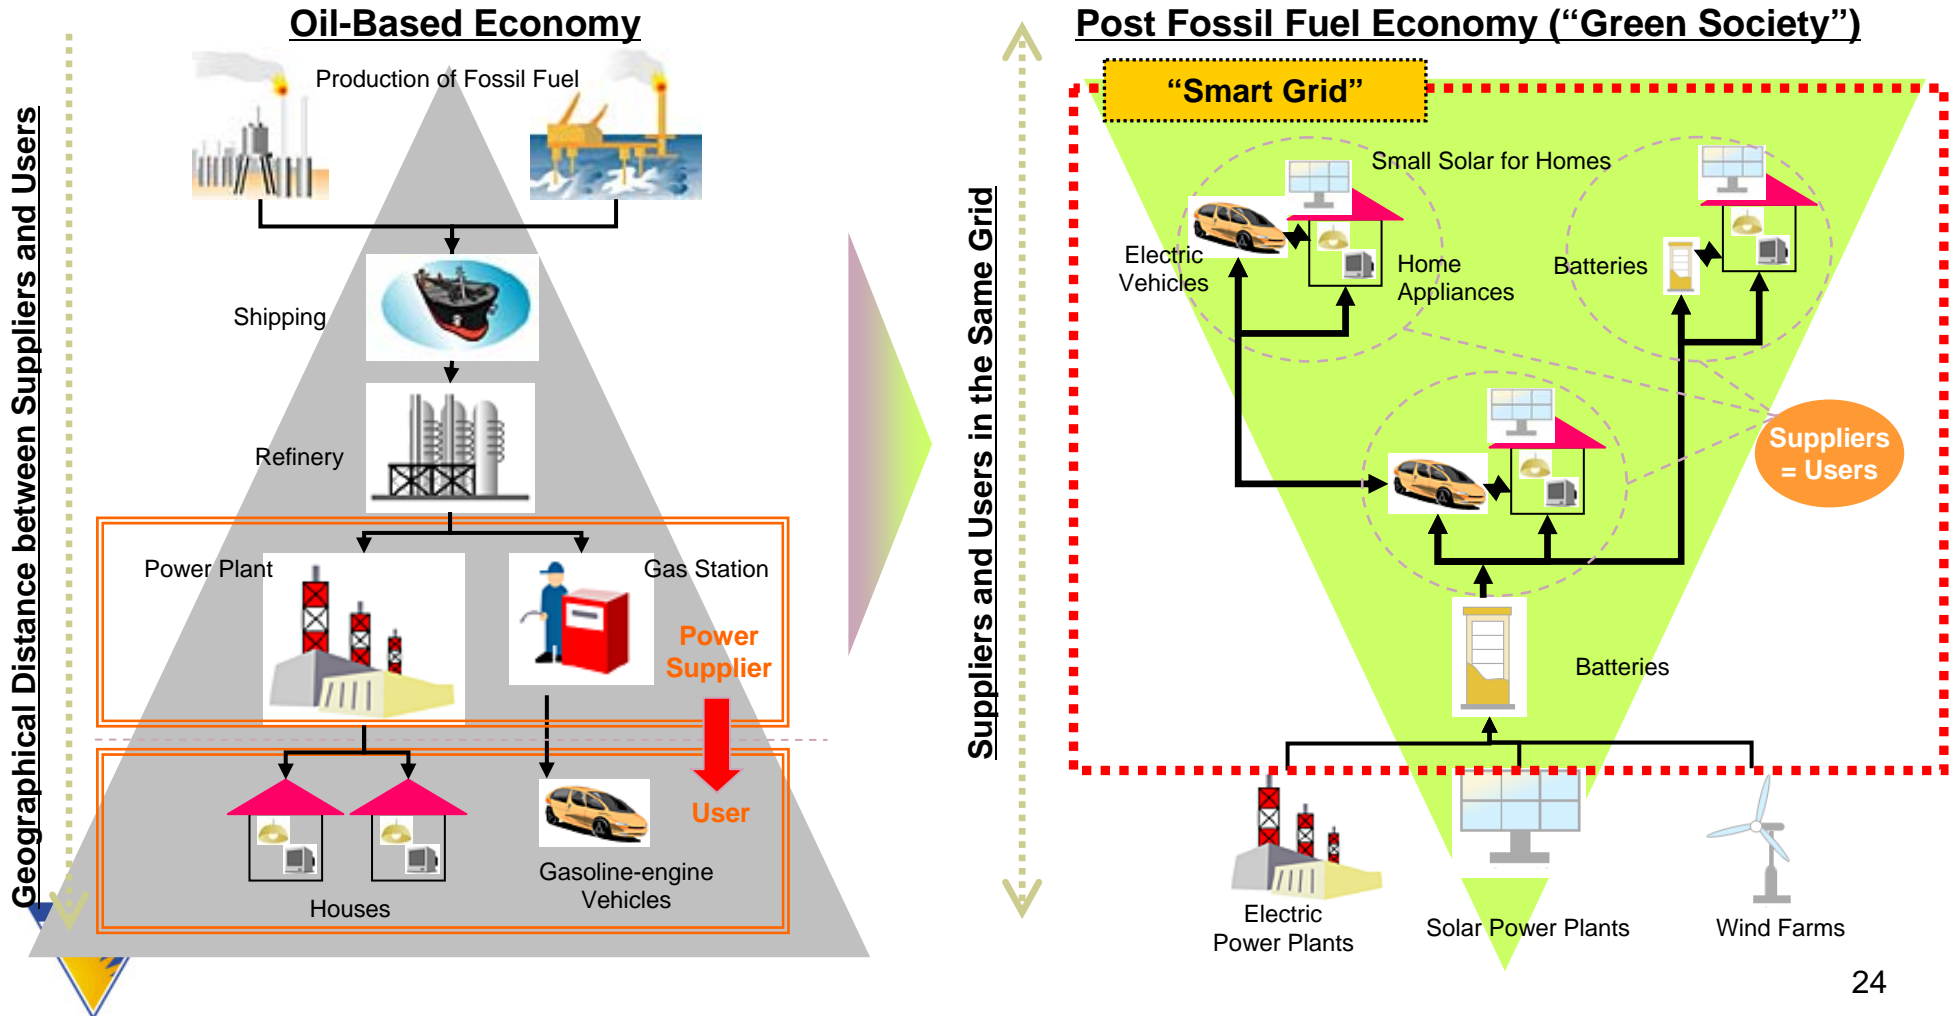 Oil-Based Economy
Geographical Distance between Suppliers and Users
Production of Fossil Fuel
Shipping
Refinery
Power Plant
Gas Station
Power
Supplier
User
Houses
Gasoline-engine
Vehicles
Post Fossil Fuel Economy (“Green Society”)
Suppliers and Users in the Same Grid
“Smart Grid”
Small Solar for Homes
Electric
Vehicles
Home
Appliances
Batteries
Suppliers
= Users
Batteries
Electric
Power Plants
Solar Power Plants
Wind Farms
24